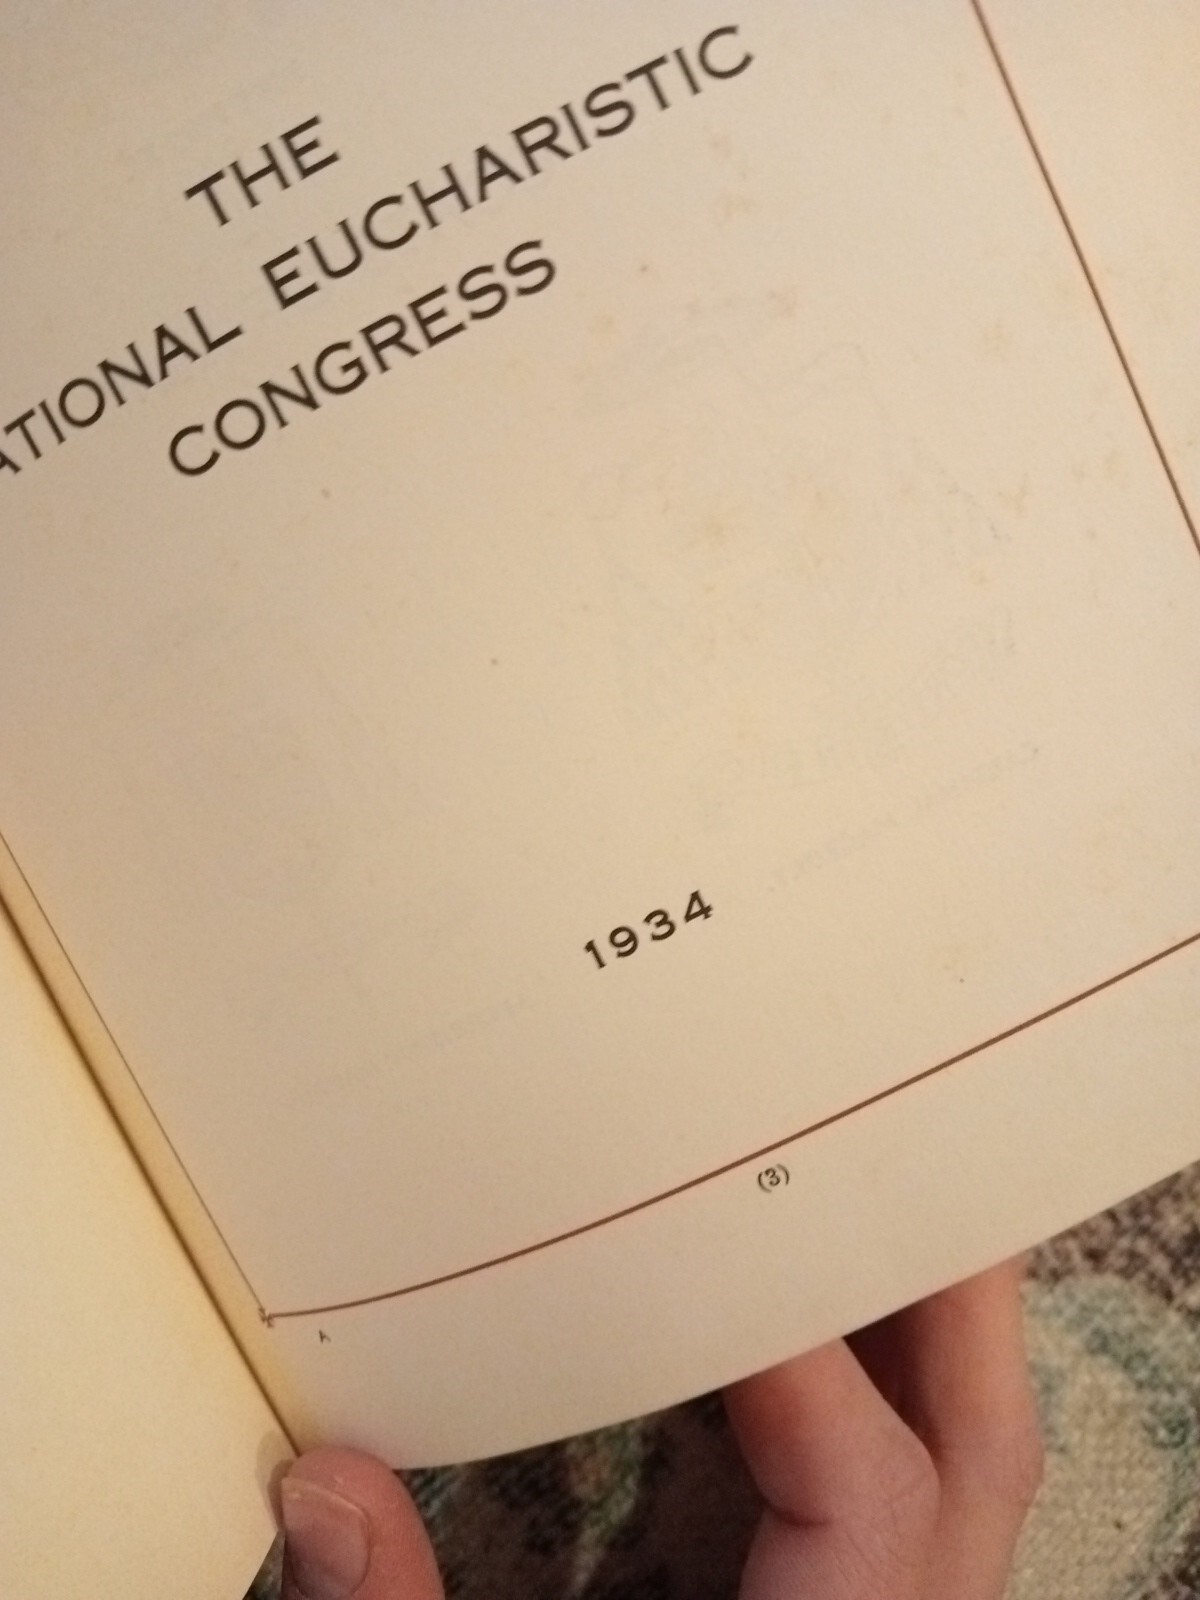 THE
ATIONAL EUCHARISTIC
CONGRESS
1934
(3)
A